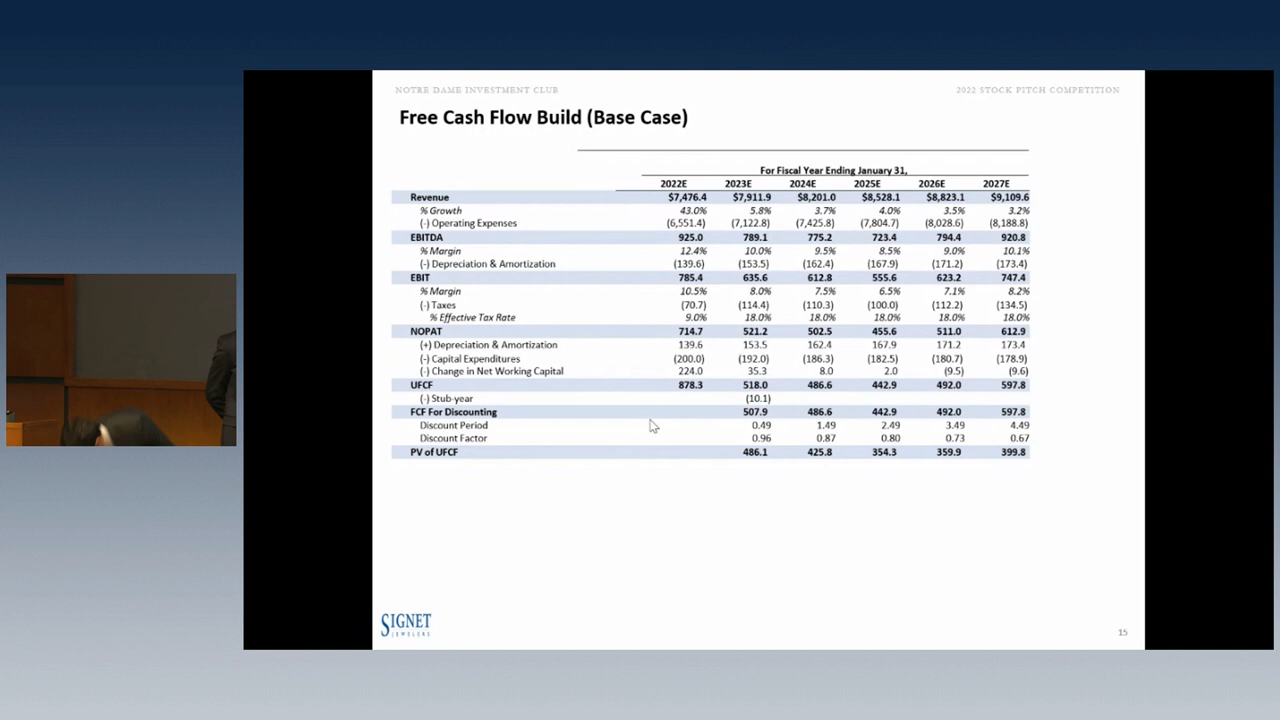 NOTRE DAME INVESTMENT CLUB 2022 STOCK PITCH COMPETITION
Free Cash Flow Build (Base Case)
For Fiscal Year Ending January 31,
2022E 2023E 2024E 2025E 2026E 2027E
Revenue $7,476.4 $7,911.9 $8,201.0 $8,528.1 $8,823.1 $9,109.6
% Growth 43.0% 5.8% 3.7% 4.0% 3.5% 3.2%
(-) Operating Expenses (6,551.4) (7,122.8) (7,425.8) (7,804.7) (8,028.6) (8,188.8)
EBITDA 925.0 789.1 775.2 723.4 794.4 920.8
% Margin 12.4% 10.0% 9.5% 8.5% 9.0% 10.1%
(-) Depreciation & Amortization (139.6) (153.5) (162.4) (167.9) (171.2) (173.4)
EBIT 785.4 635.6 612.8 555.6 623.2 747.4
% Margin 10.5% 8.0% 7.5% 6.5% 7.1% 8.2%
(-) Taxes (70.7) (114.4) (110.3) (100.0) (112.2) (134.5)
% Effective Tax Rate 9.0% 18.0% 18.0% 18.0% 18.0% 18.0%
NOPAT 714.7 521.2 502.5 455.6 511.0 612.9
(+) Depreciation & Amortization 139.6 153.5 162.4 167.9 171.2 173.4
(-) Capital Expenditures (200.0) (192.0) (186.3) (182.5) (180.7) (178.9)
(-) Change in Net Working Capital 224.0 35.3 8.0 2.0 (9.5) (9.6)
UFCF 878.3 518.0 486.6 442.9 492.0 597.8
(-) Stub-year (10.1)
FCF For Discounting 507.9 486.6 442.9 492.0 597.8
Discount Period 0.49 1.49 2.49 3.49 4.49
Discount Factor 0.96 0.87 0.80 0.73 0.67
PV of UFCF 486.1 425.8 354.3 359.9 399.8
SIGNET
JEWELERS
15